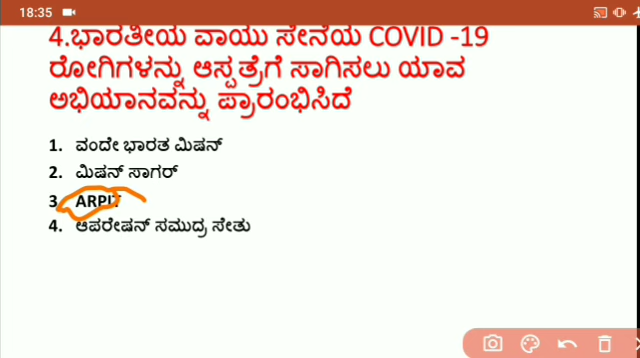 18:35
4.ಭಾರತೀಯ ವಾಯು ಸೇನೆಯ COVID -19
ರೋಗಿಗಳನ್ನು ಆಸ್ಪತ್ರೆಗೆ ಸಾಗಿಸಲು ಯಾವ
ಅಭಿಯಾನವನ್ನು ಪ್ರಾರಂಭಿಸಿದೆ
1. ವಂದೇ ಭಾರತ ಮಿಷನ್
2. ಮಿಷನ್ ಸಾಗರ್
3 ARPIT
4. ಆಪರೇಷನ್ ಸಮುದ್ರ ಸೇತು